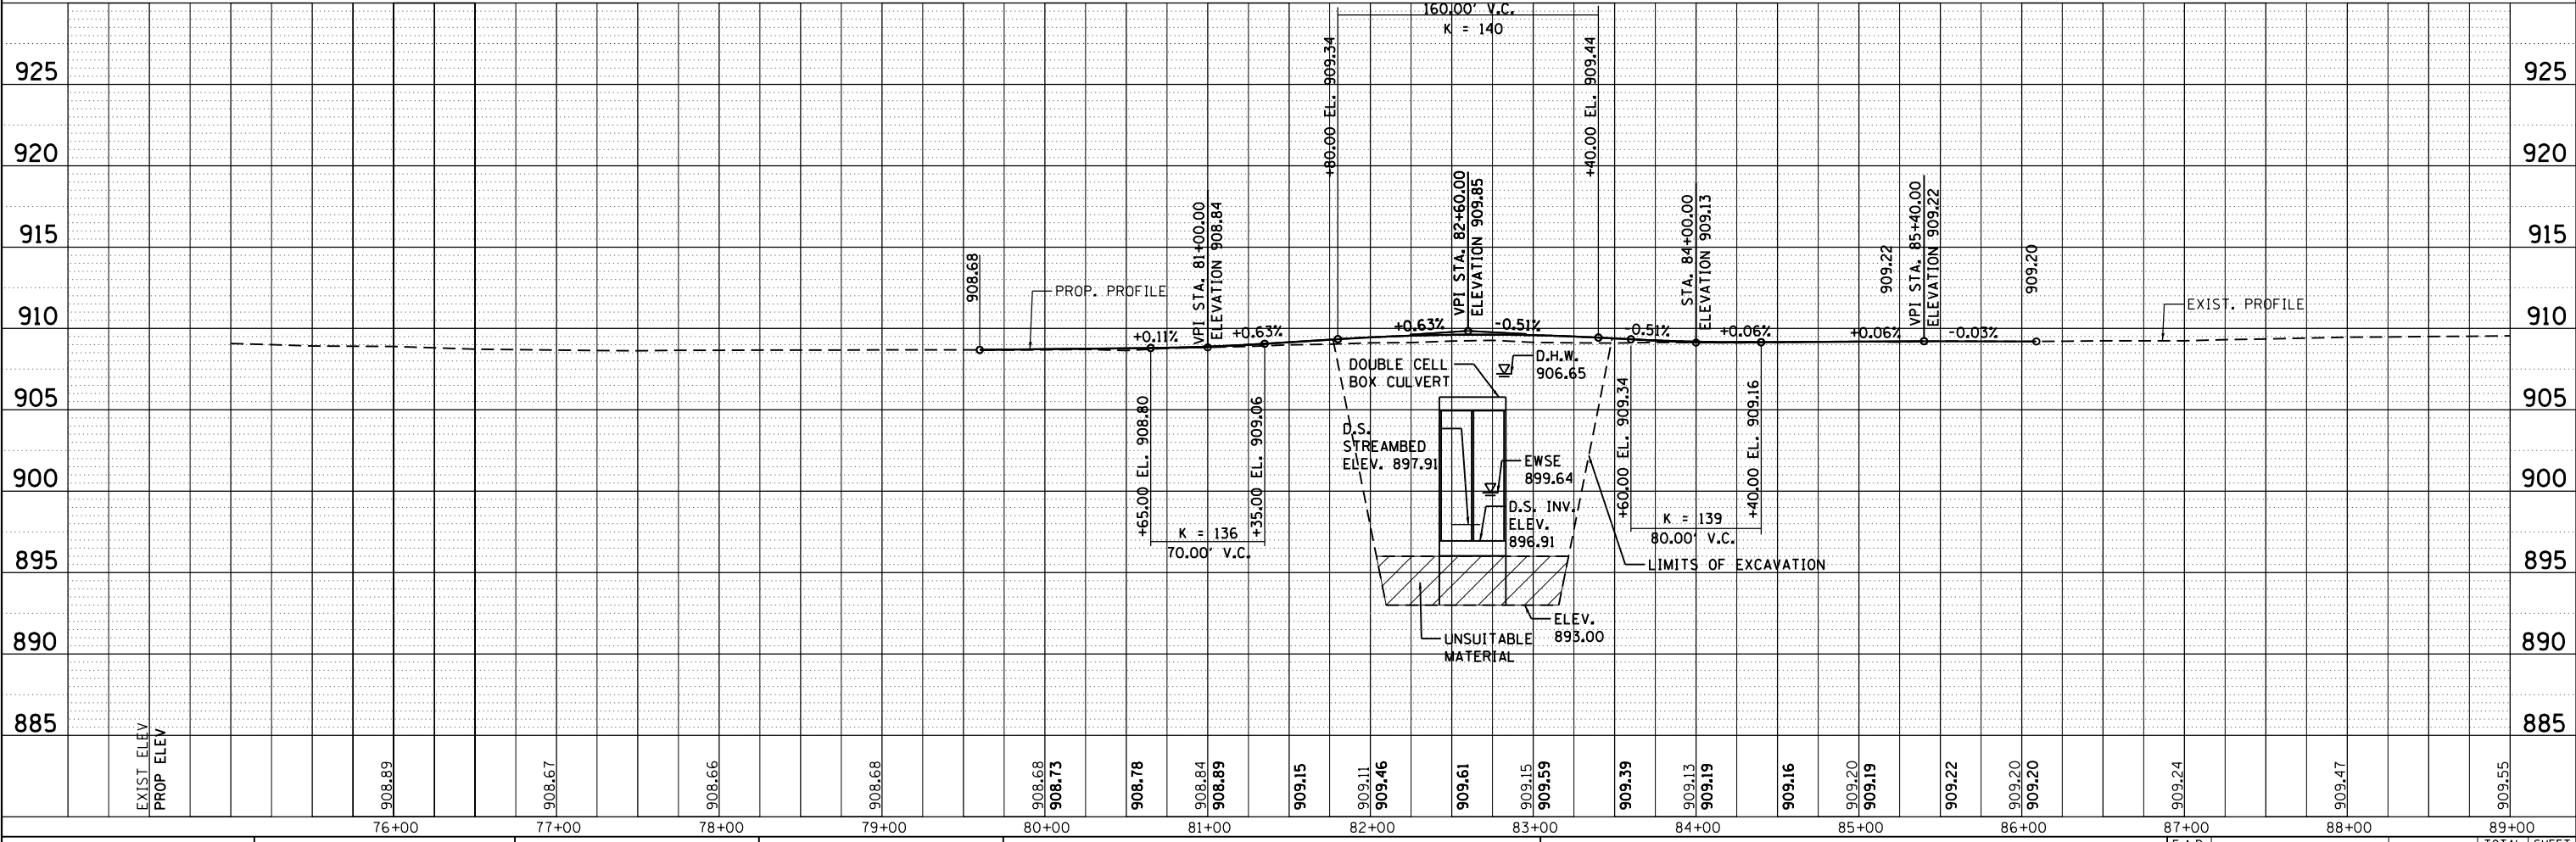 160.00' V.C.
K = 140
+80.00 EL. 909.34
+40.00 EL. 909.44
925
925
920
920
915
915
910
910
905
905
900
900
895
895
890
890
885
885
908.68
PROP. PROFILE
VPI STA. 81+00.00
ELEVATION 908.84
VPI STA. 82+60.00
ELEVATION 909.85
STA. 84+00.00
ELEVATION 909.13
909.22
VPI STA. 85+40.00
ELEVATION 909.22
909.20
EXIST. PROFILE
+0.11%
+0.63%
+0.63%
-0.51%
-0.51%
+0.06%
+0.06%
-0.03%
DOUBLE CELL
BOX CULVERT
D.H.W.
906.65
D.S.
STREAMBED
ELEV. 897.91
EWSE
899.64
D.S. INV.
ELEV.
896.91
+65.00 EL. 908.80
+35.00 EL. 909.06
K = 136
70.00' V.C.
+60.00 EL. 909.34
+40.00 EL. 909.16
K = 139
80.00' V.C.
LIMITS OF EXCAVATION
ELEV.
893.00
UNSUITABLE
MATERIAL
EXIST ELEV
PROP ELEV
908.89
908.67
908.66
908.68
908.68
908.73
908.78
908.84
908.89
909.15
909.11
909.46
909.61
909.15
909.59
909.39
909.13
909.19
909.16
909.20
909.19
909.22
909.20
909.20
909.24
909.47
909.55
76+00
77+00
78+00
79+00
80+00
81+00
82+00
83+00
84+00
85+00
86+00
87+00
88+00
89+00